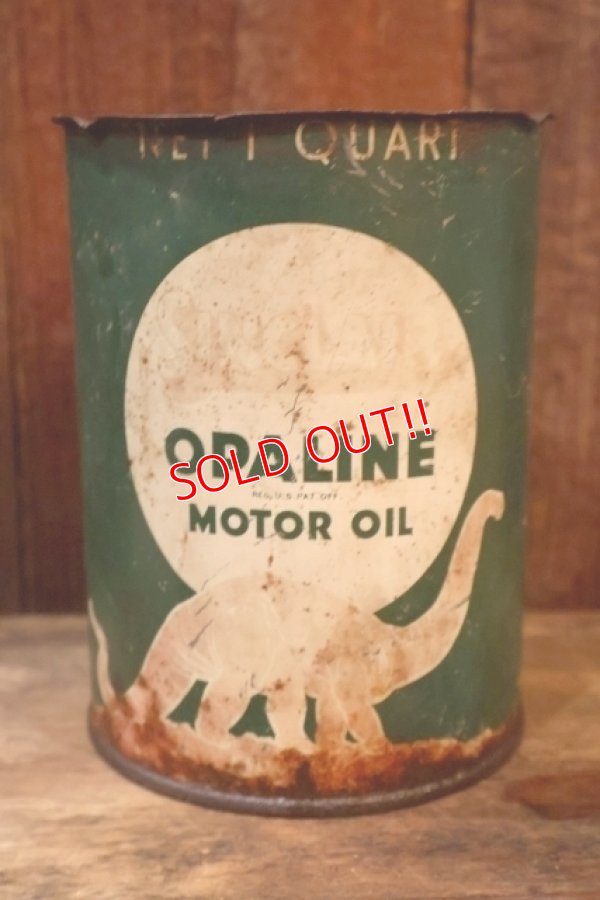 NET 1 QUART
OPALINE
SOLD OUT!!
REG. U.S. PAT. OFF.
MOTOR OIL